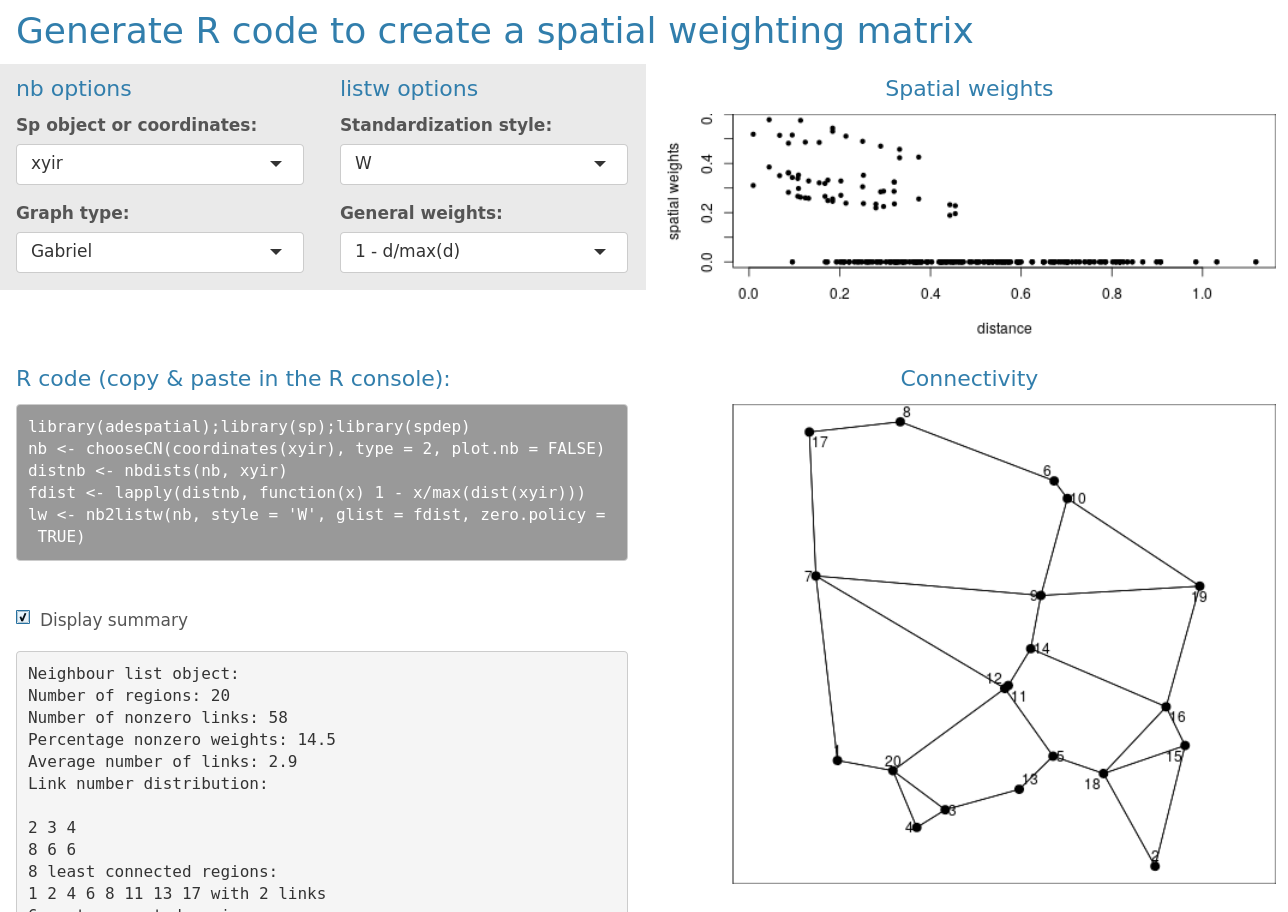 Generate R code to create a spatial weighting matrix
nb options
Sp object or coordinates:
xyir
Graph type:
Gabriel
listw options
Standardization style:
W
General weights:
1 - d/max(d)
Spatial weights
spatial weights
0.
0.4
0.2
0.0
0.0 0.2 0.4 0.6 0.8 1.0
distance
R code (copy & paste in the R console):
library(adespatial);library(sp);library(spdep)
nb <- chooseCN(coordinates(xyir), type = 2, plot.nb = FALSE)
distnb <- nbdists(nb, xyir)
fdist <- lapply(distnb, function(x) 1 - x/max(dist(xyir)))
lw <- nb2listw(nb, style = 'W', glist = fdist, zero.policy =
TRUE)
Display summary
Neighbour list object:
Number of regions: 20
Number of nonzero links: 58
Percentage nonzero weights: 14.5
Average number of links: 2.9
Link number distribution:
2 3 4
8 6 6
8 least connected regions:
1 2 4 6 8 11 13 17 with 2 links
Connectivity
8
17
6
10
7
9
19
14
12
11
16
1
20
5
15
13
18
3
4
2